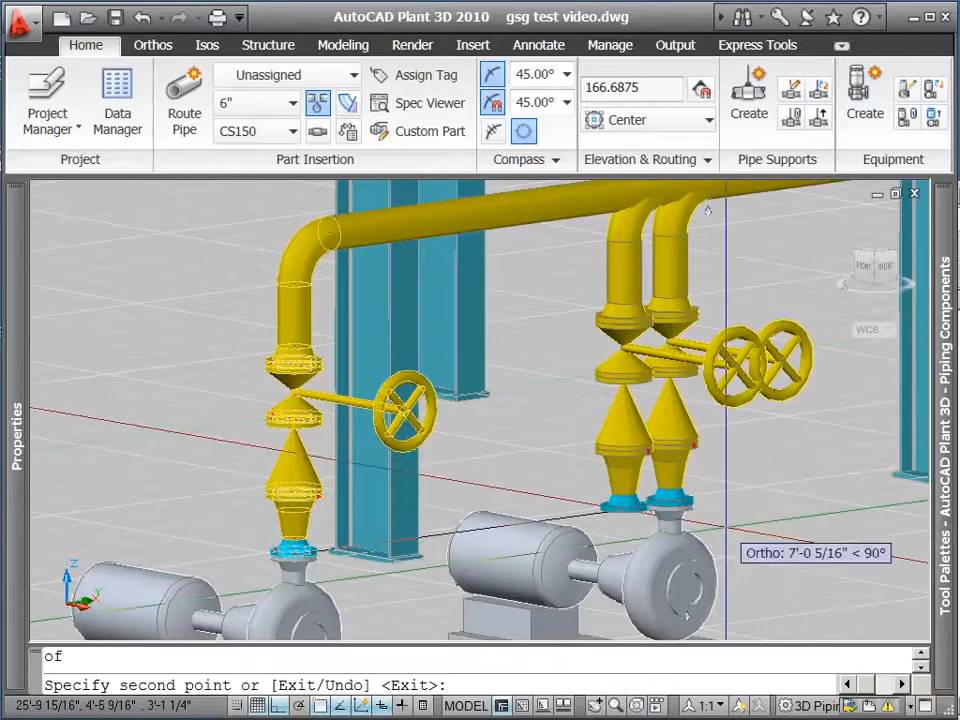 AutoCAD Plant 3D 2010 gsg test video.dwg
Home Orthos Isos Structure Modeling Render Insert Annotate Manage Output Express Tools
Unassigned Assign Tag 45.00° 166.6875
Project Manager Data Manager Route Pipe 6" Spec Viewer 45.00° Center Create Create
CS150 Custom Part
Project Part Insertion Compass Elevation & Routing Pipe Supports Equipment
FRONT RIGHT
WCS
Properties
Tool Palettes - AutoCAD Plant 3D - Piping Components
Ortho: 7'-0 5/16" < 90°
Z
Y
X
of
Specify second point or [Exit/Undo] <Exit>:
25'-9 15/16", 4'-5 9/16", 3'-1 1/4" MODEL 1:1 3D Pipin